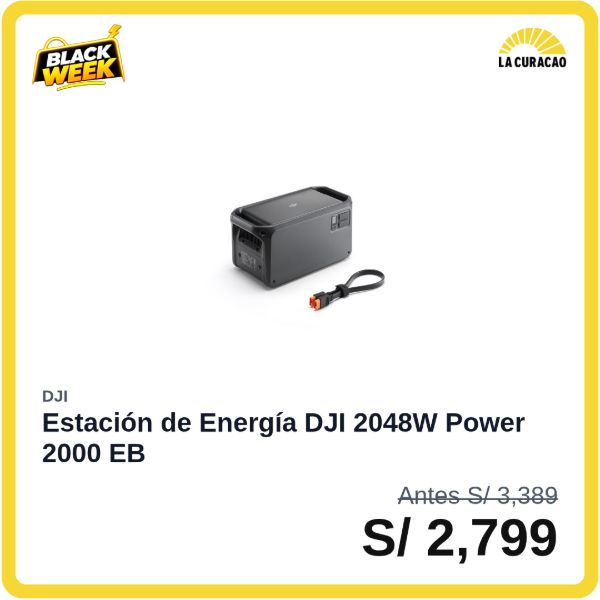 BLACK
WEEK
LA CURACAO
DJI
Estación de Energía DJI 2048W Power
2000 EB
Antes S/ 3,389
S/ 2,799